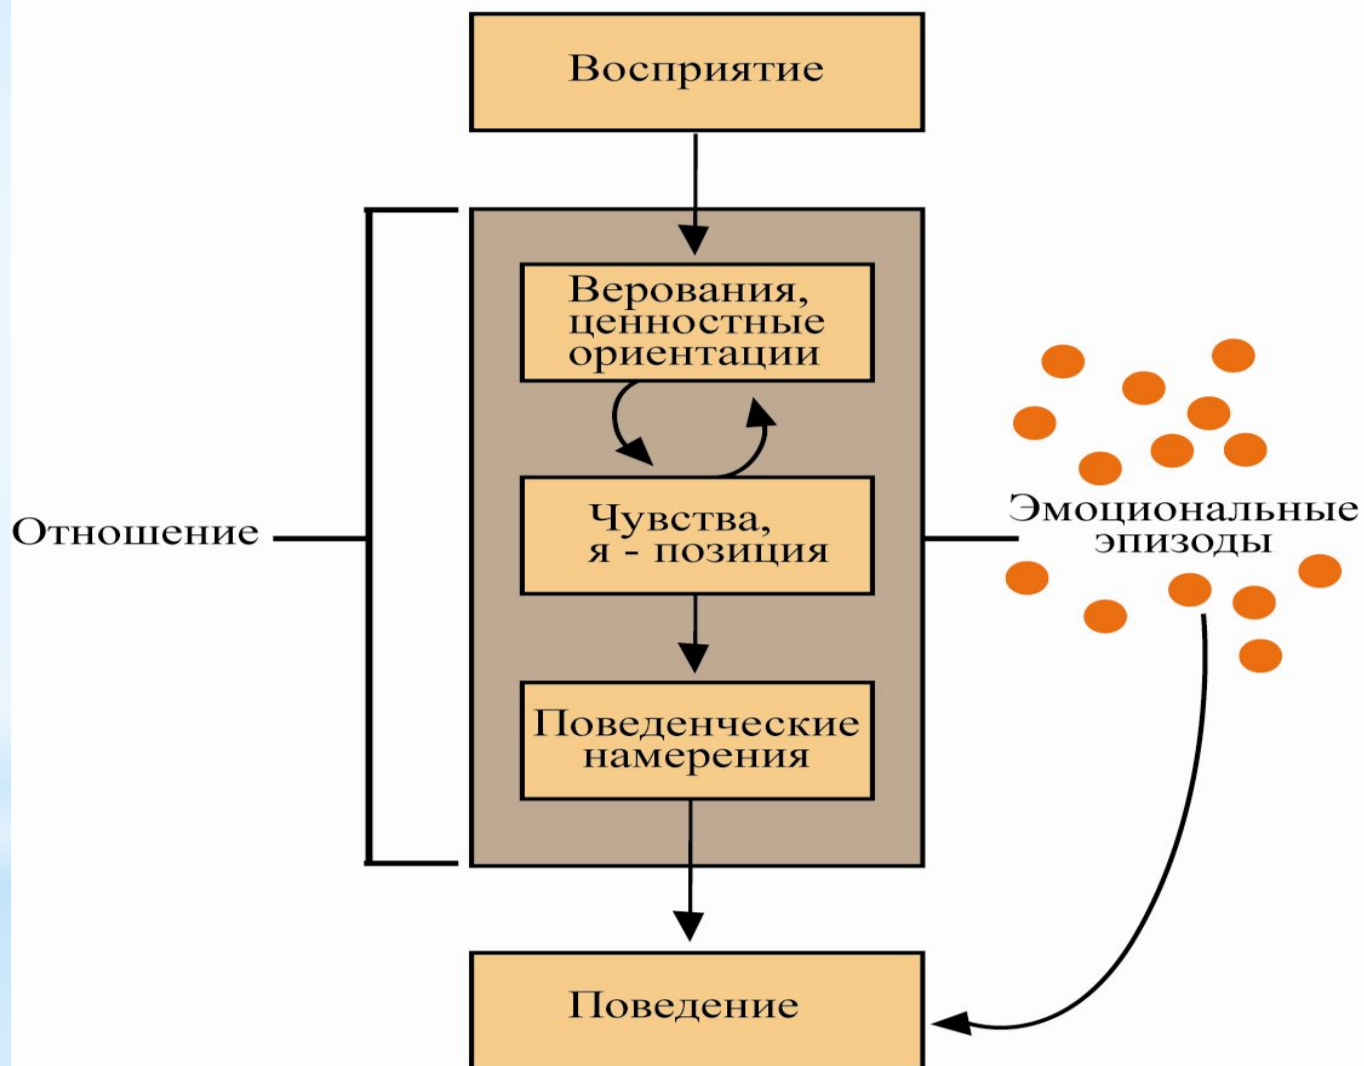 Восприятие
Верования,
ценностные
ориентации
Чувства,
я - позиция
Отношение
Эмоциональные
эпизоды
Поведенческие
намерения
Поведение